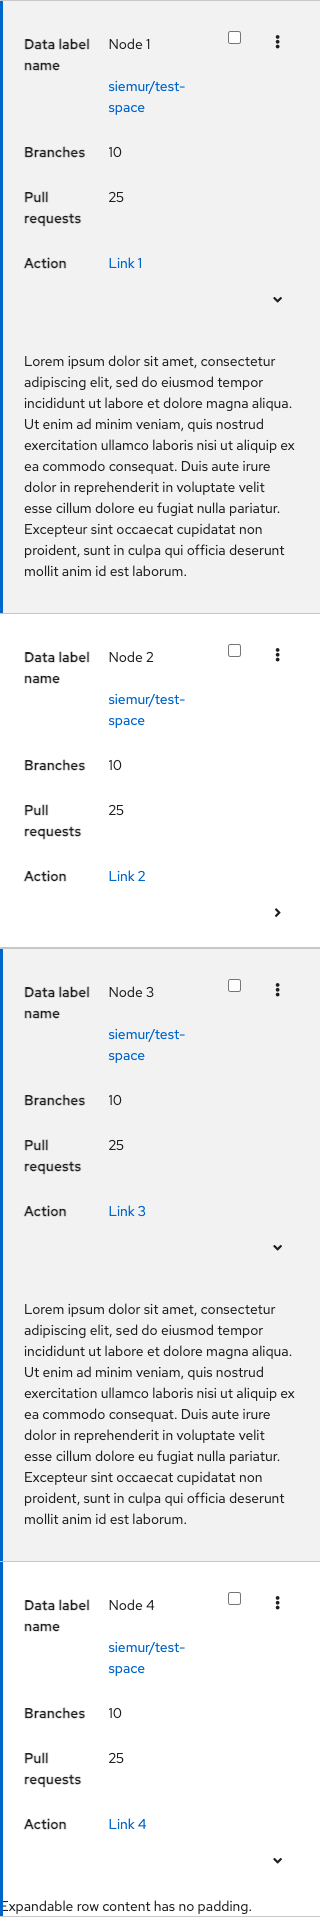 Data label name Node 1
siemur/test-space
Branches 10
Pull requests 25
Action Link 1
Lorem ipsum dolor sit amet, consectetur
adipiscing elit, sed do eiusmod tempor
incididunt ut labore et dolore magna aliqua.
Ut enim ad minim veniam, quis nostrud
exercitation ullamco laboris nisi ut aliquip ex
ea commodo consequat. Duis aute irure
dolor in reprehenderit in voluptate velit
esse cillum dolore eu fugiat nulla pariatur.
Excepteur sint occaecat cupidatat non
proident, sunt in culpa qui officia deserunt
mollit anim id est laborum.
Data label name Node 2
siemur/test-space
Branches 10
Pull requests 25
Action Link 2
Data label name Node 3
siemur/test-space
Branches 10
Pull requests 25
Action Link 3
Lorem ipsum dolor sit amet, consectetur
adipiscing elit, sed do eiusmod tempor
incididunt ut labore et dolore magna aliqua.
Ut enim ad minim veniam, quis nostrud
exercitation ullamco laboris nisi ut aliquip ex
ea commodo consequat. Duis aute irure
dolor in reprehenderit in voluptate velit
esse cillum dolore eu fugiat nulla pariatur.
Excepteur sint occaecat cupidatat non
proident, sunt in culpa qui officia deserunt
mollit anim id est laborum.
Data label name Node 4
siemur/test-space
Branches 10
Pull requests 25
Action Link 4
Expandable row content has no padding.